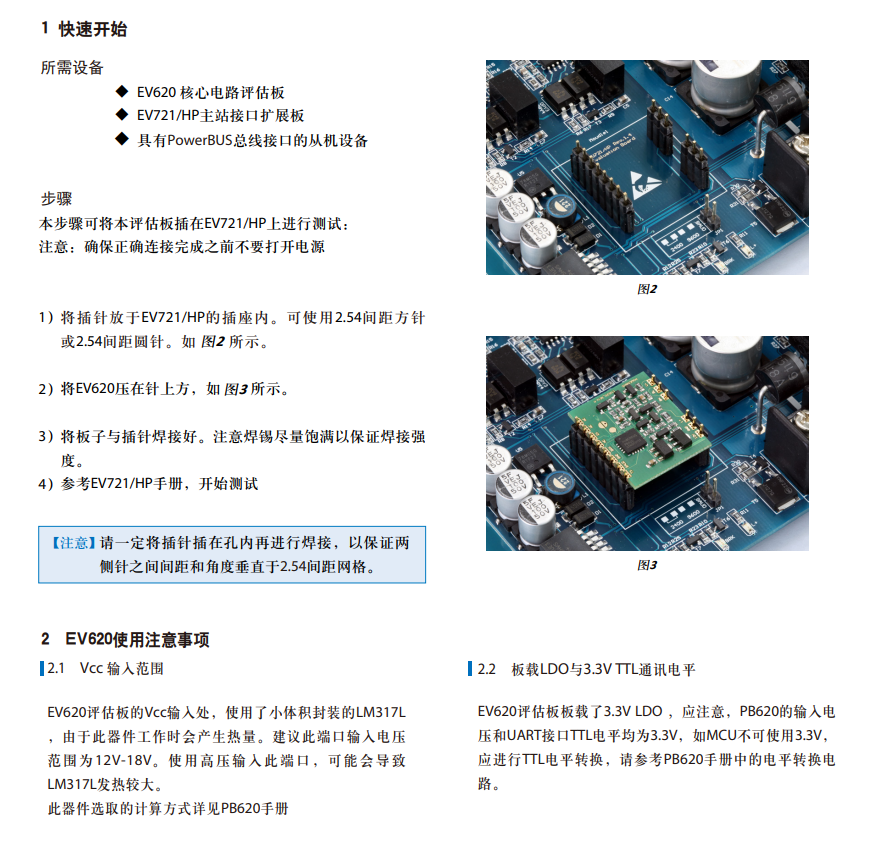 1 快速开始
所需设备
◆ EV620 核心电路评估板
◆ EV721/HP主站接口扩展板
◆ 具有PowerBUS总线接口的从机设备
步骤
本步骤可将本评估板插在EV721/HP上进行测试：
注意：确保正确连接完成之前不要打开电源
1）将插针放于EV721/HP的插座内。可使用2.54间距方针
或2.54间距圆针。如 图2 所示。
2）将EV620压在针上方，如 图3 所示。
3）将板子与插针焊接好。注意焊锡尽量饱满以保证焊接强
度。
4）参考EV721/HP手册，开始测试
【注意】请一定将插针插在孔内再进行焊接，以保证两
侧针之间间距和角度垂直于2.54间距网格。
图2
图3
2 EV620使用注意事项
2.1 Vcc 输入范围
EV620评估板的Vcc输入处，使用了小体积封装的LM317L
，由于此器件工作时会产生热量。建议此端口输入电压
范围为12V-18V。使用高压输入此端口，可能会导致
LM317L发热较大。
此器件选取的计算方式详见PB620手册
2.2 板载LDO与3.3V TTL通讯电平
EV620评估板板载了3.3V LDO ，应注意，PB620的输入电
压和UART接口TTL电平均为3.3V，如MCU不可使用3.3V，
应进行TTL电平转换，请参考PB620手册中的电平转换电
路。